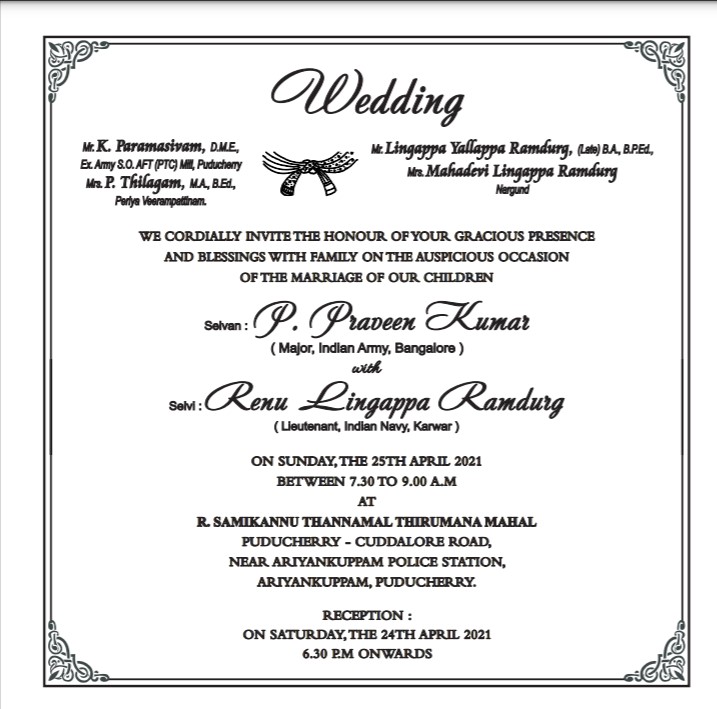 Wedding
Mr. K. Paramasivam, D.M.E.,
Ex. Army S.O. AFT (PTC) Mill, Puducherry
Mrs. P. Thilagam, M.A., B.Ed.,
Periya Veerampattinam.
Mr. Lingappa Yallappa Ramdurg, (Late) B.A., B.P.Ed.,
Mrs. Mahadevi Lingappa Ramdurg
Nargund
WE CORDIALLY INVITE THE HONOUR OF YOUR GRACIOUS PRESENCE
AND BLESSINGS WITH FAMILY ON THE AUSPICIOUS OCCASION
OF THE MARRIAGE OF OUR CHILDREN
Selvan : P. Praveen Kumar
( Major, Indian Army, Bangalore )
with
Selvi : Renu Lingappa Ramdurg
( Lieutenant, Indian Navy, Karwar )
ON SUNDAY, THE 25TH APRIL 2021
BETWEEN 7.30 TO 9.00 A.M
AT
R. SAMIKANNU THANNAMAL THIRUMANA MAHAL
PUDUCHERRY - CUDDALORE ROAD,
NEAR ARIYANKUPPAM POLICE STATION,
ARIYANKUPPAM, PUDUCHERRY.
RECEPTION :
ON SATURDAY, THE 24TH APRIL 2021
6.30 P.M ONWARDS